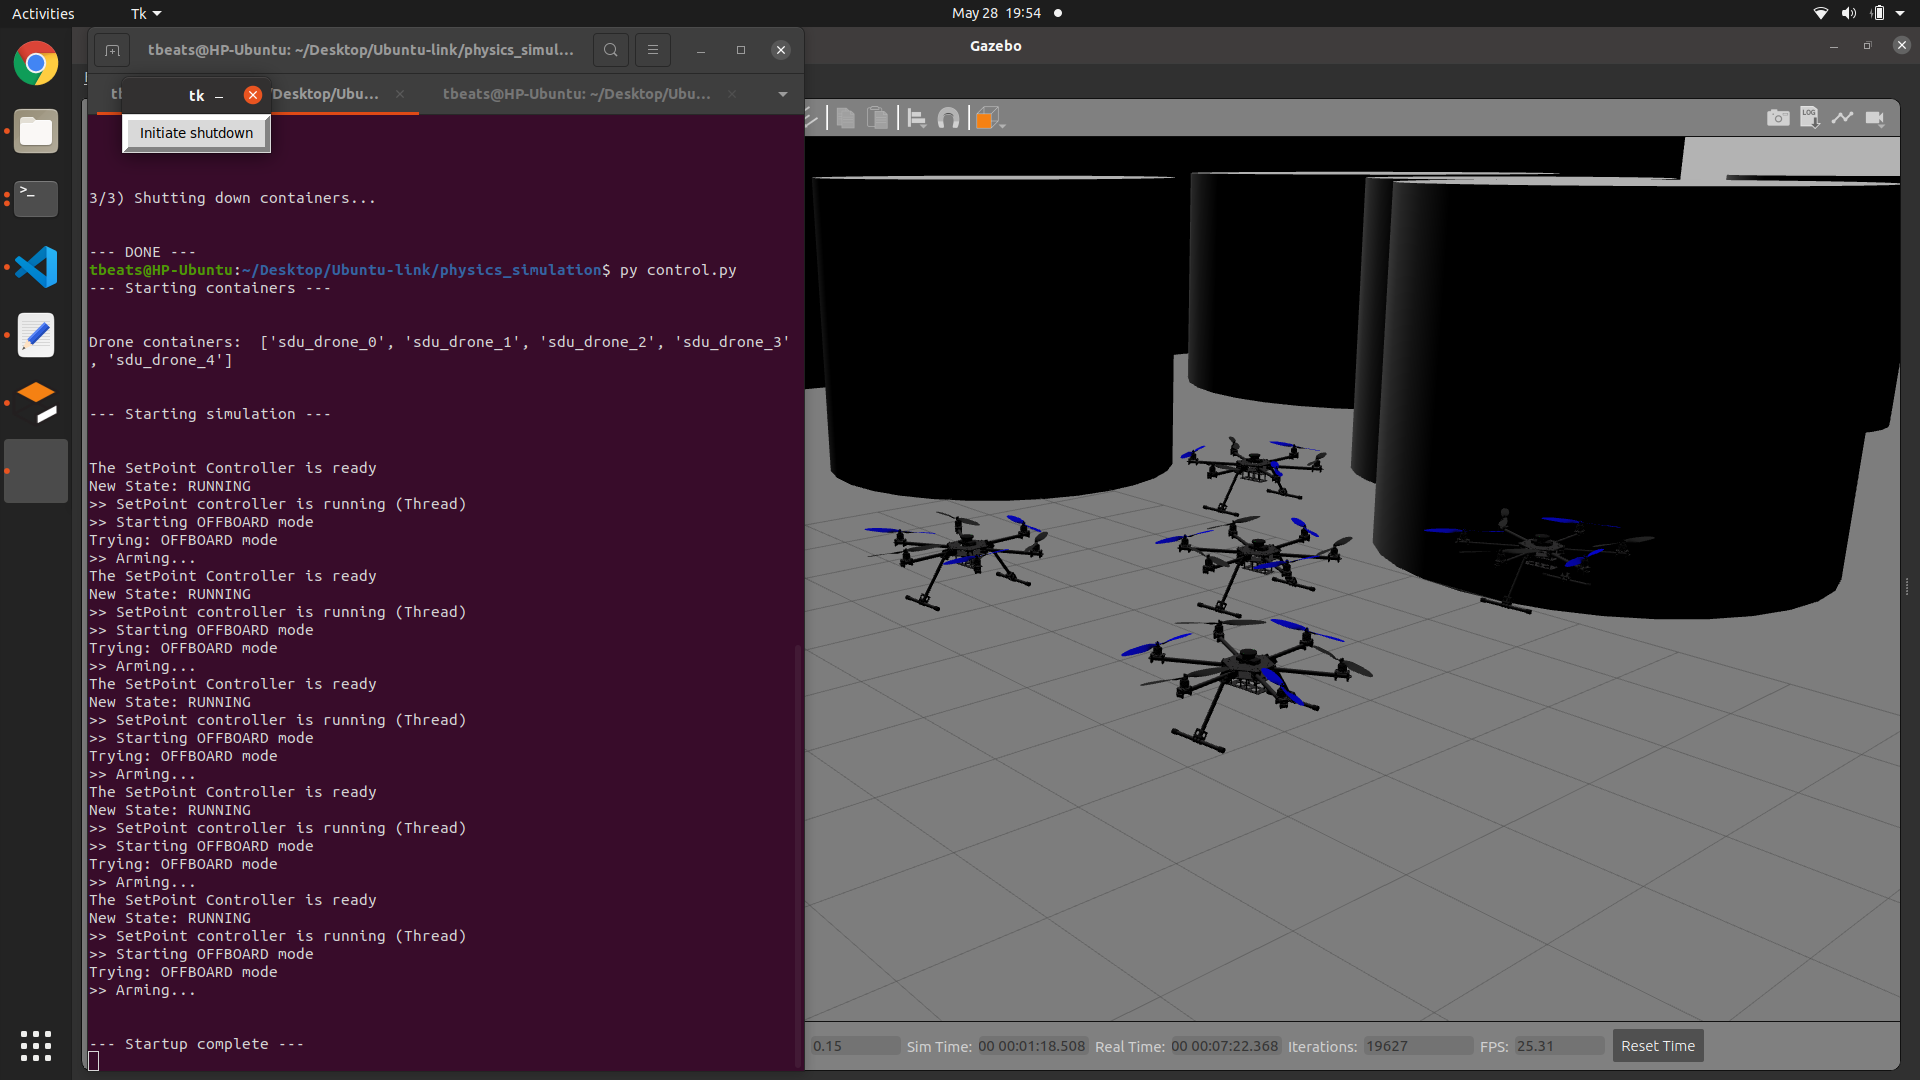 Activities
Tk
May 28 19:54
tbeats@HP-Ubuntu: ~/Desktop/Ubuntu-link/physics_simul...
Gazebo
tk
Desktop/Ubu...
tbeats@HP-Ubuntu: ~/Desktop/Ubu...
Initiate shutdown
LOG
3/3) Shutting down containers...
--- DONE ---
tbeats@HP-Ubuntu:~/Desktop/Ubuntu-link/physics_simulation$ py control.py
--- Starting containers ---
Drone containers:  ['sdu_drone_0', 'sdu_drone_1', 'sdu_drone_2', 'sdu_drone_3'
, 'sdu_drone_4']
--- Starting simulation ---
The SetPoint Controller is ready
New State: RUNNING
>> SetPoint controller is running (Thread)
>> Starting OFFBOARD mode
Trying: OFFBOARD mode
>> Arming...
The SetPoint Controller is ready
New State: RUNNING
>> SetPoint controller is running (Thread)
>> Starting OFFBOARD mode
Trying: OFFBOARD mode
>> Arming...
The SetPoint Controller is ready
New State: RUNNING
>> SetPoint controller is running (Thread)
>> Starting OFFBOARD mode
Trying: OFFBOARD mode
>> Arming...
The SetPoint Controller is ready
New State: RUNNING
>> SetPoint controller is running (Thread)
>> Starting OFFBOARD mode
Trying: OFFBOARD mode
>> Arming...
The SetPoint Controller is ready
New State: RUNNING
>> SetPoint controller is running (Thread)
>> Starting OFFBOARD mode
Trying: OFFBOARD mode
>> Arming...
--- Startup complete ---
0.15 Sim Time: 00 00:01:18.508 Real Time: 00 00:07:22.368 Iterations: 19627 FPS: 25.31 Reset Time